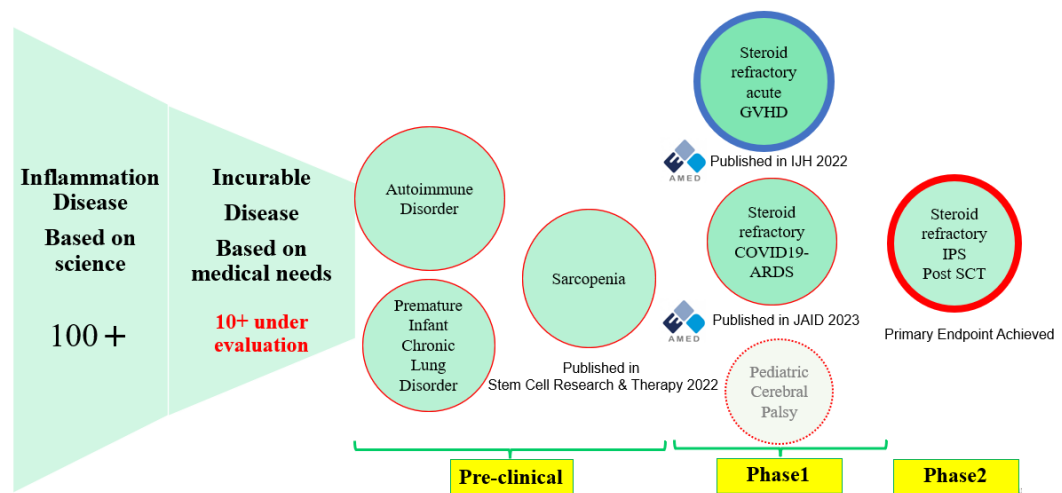 Inflammation
Disease
Based on
science
100+
Incurable
Disease
Based on
medical needs
10+ under
evaluation
Autoimmune
Disorder
Premature
Infant
Chronic
Lung
Disorder
Sarcopenia
Published in
Stem Cell Research & Therapy 2022
Steroid
refractory
acute
GVHD
AMED
Published in IJH 2022
Steroid
refractory
COVID19-
ARDS
AMED
Published in JAID 2023
Pediatric
Cerebral
Palsy
Steroid
refractory
IPS
Post SCT
Primary Endpoint Achieved
Pre-clinical
Phase1
Phase2